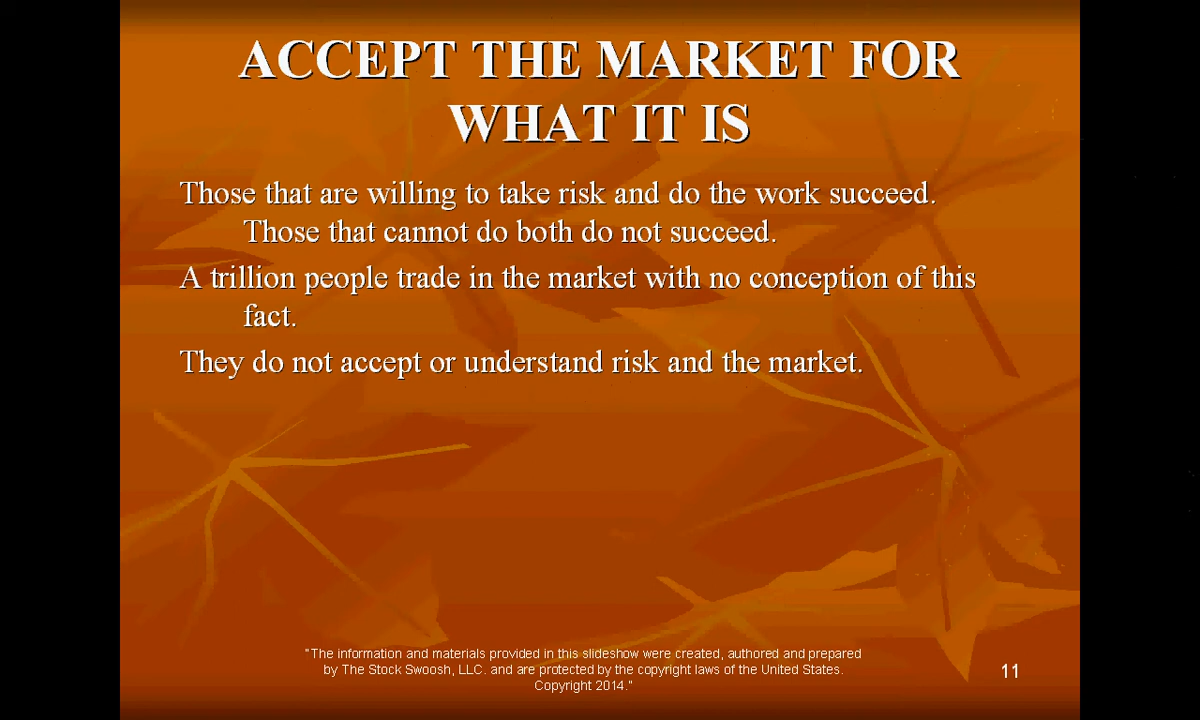 ACCEPT THE MARKET FOR
WHAT IT IS
Those that are willing to take risk and do the work succeed.
Those that cannot do both do not succeed.
A trillion people trade in the market with no conception of this
fact.
They do not accept or understand risk and the market.
"The information and materials provided in this slideshow were created, authored and prepared
by The Stock Swoosh, LLC. and are protected by the copyright laws of the United States.
Copyright 2014."
11